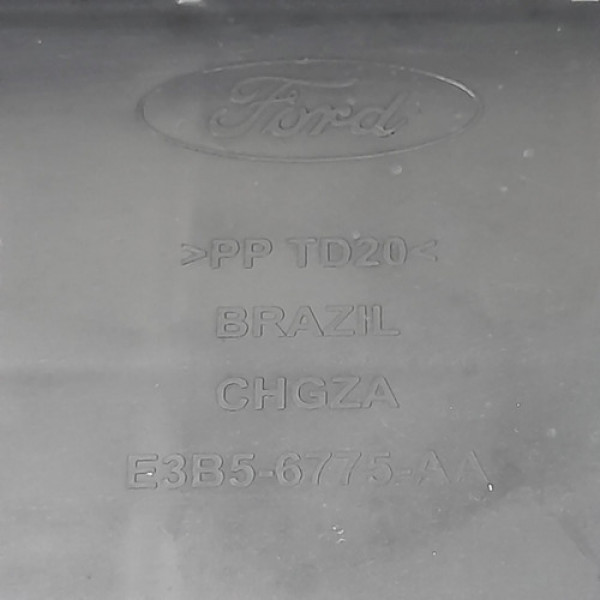 Ford
>PP TD20<
BRAZIL
CHGZA
E3B5-6775-AA